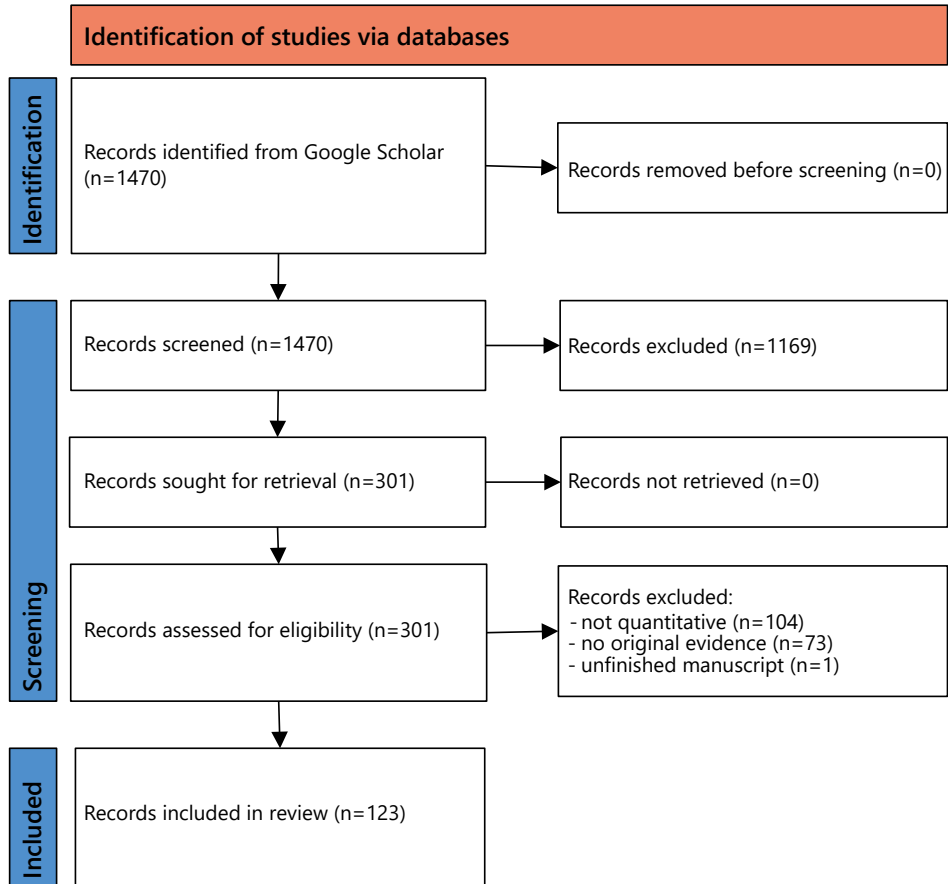 Identification of studies via databases
Identification
Records identified from Google Scholar
(n=1470)
Records removed before screening (n=0)
Screening
Records screened (n=1470)
Records excluded (n=1169)
Records sought for retrieval (n=301)
Records not retrieved (n=0)
Records assessed for eligibility (n=301)
Records excluded:
- not quantitative (n=104)
- no original evidence (n=73)
- unfinished manuscript (n=1)
Included
Records included in review (n=123)